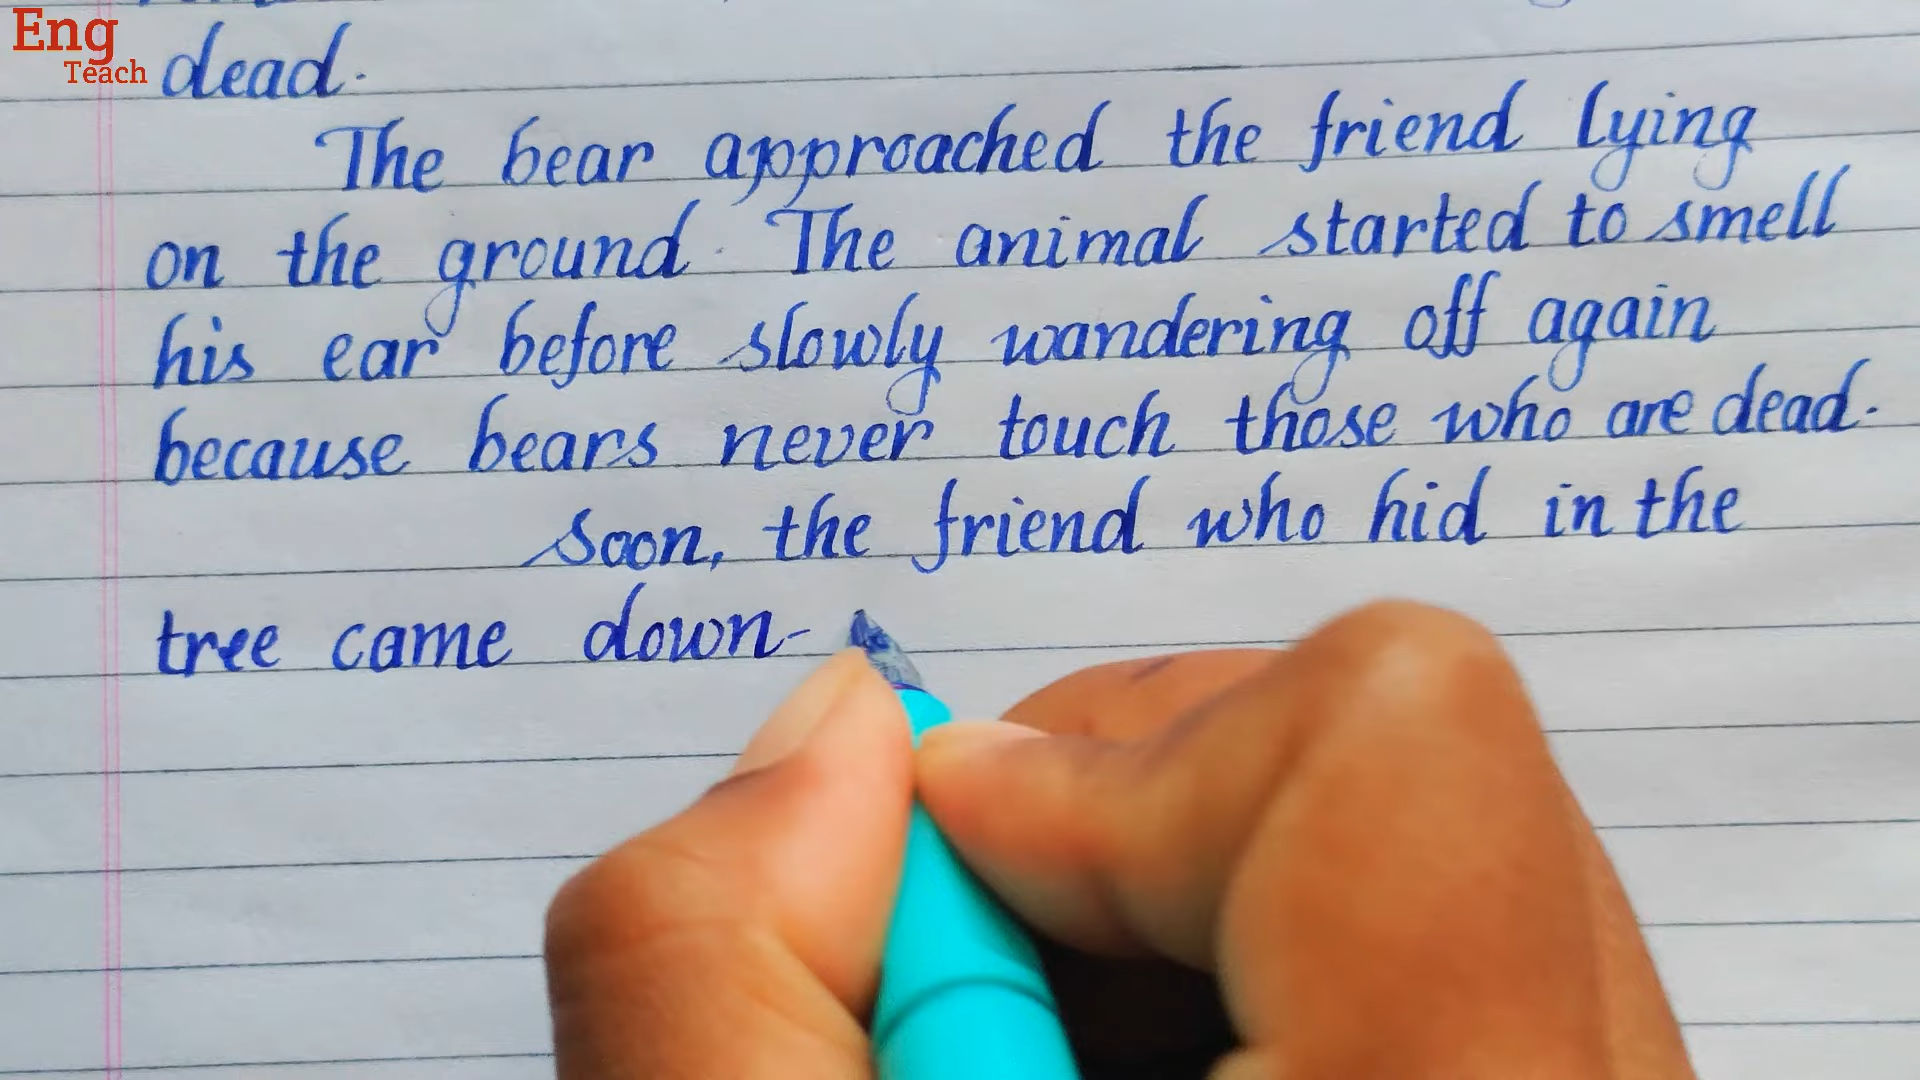 Eng
Teach
dead.
The bear approached the friend lying
on the ground. The animal started to smell
his ear before slowly wandering off again
because bears never touch those who are dead.
Soon, the friend who hid in the
tree came down-